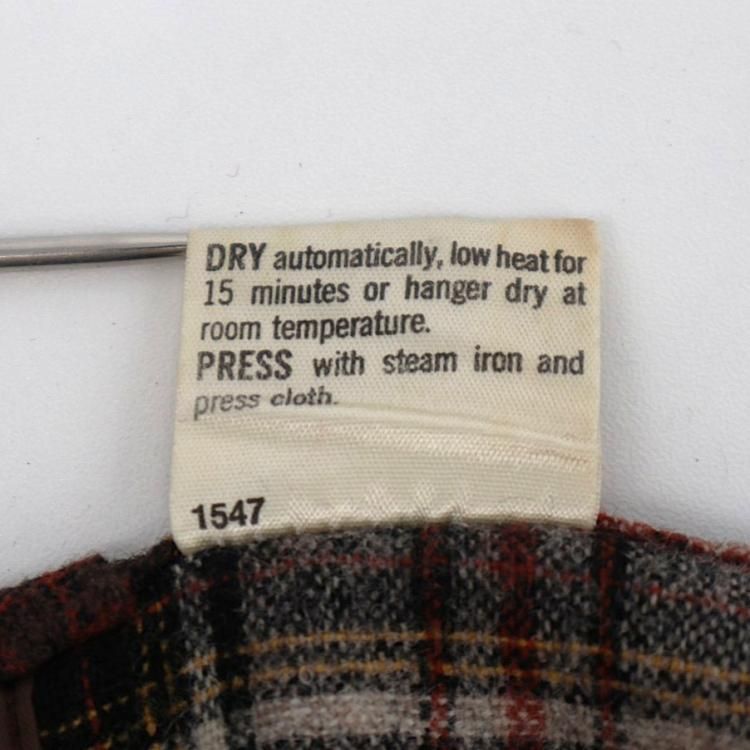 DRY automatically, low heat for
15 minutes or hanger dry at
room temperature.
PRESS with steam iron and
press cloth.
1547